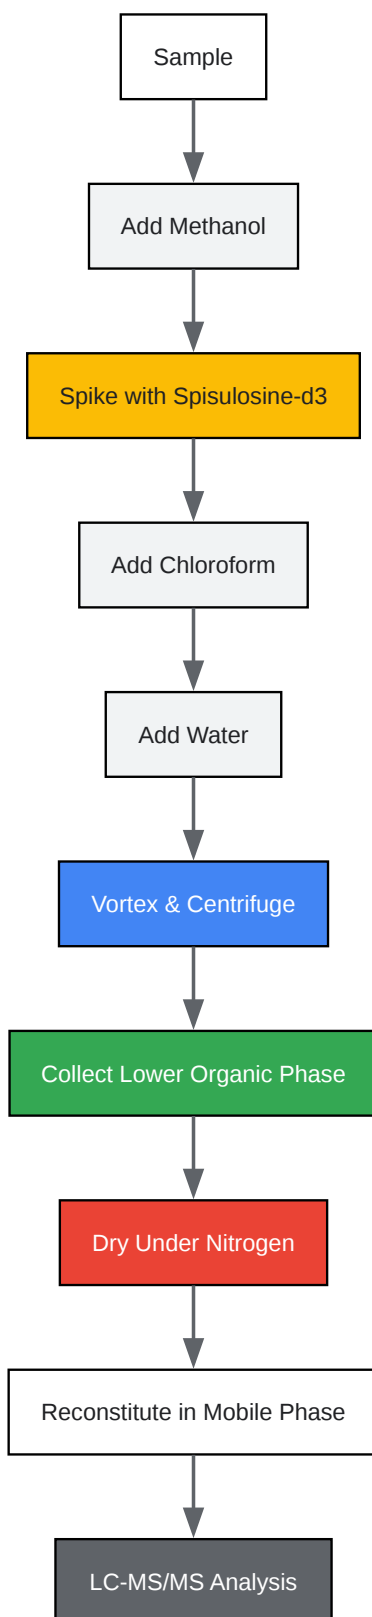 Sample
Add Methanol
Spike with Spisulosine-d3
Add Chloroform
Add Water
Vortex & Centrifuge
Collect Lower Organic Phase
Dry Under Nitrogen
Reconstitute in Mobile Phase
LC-MS/MS Analysis